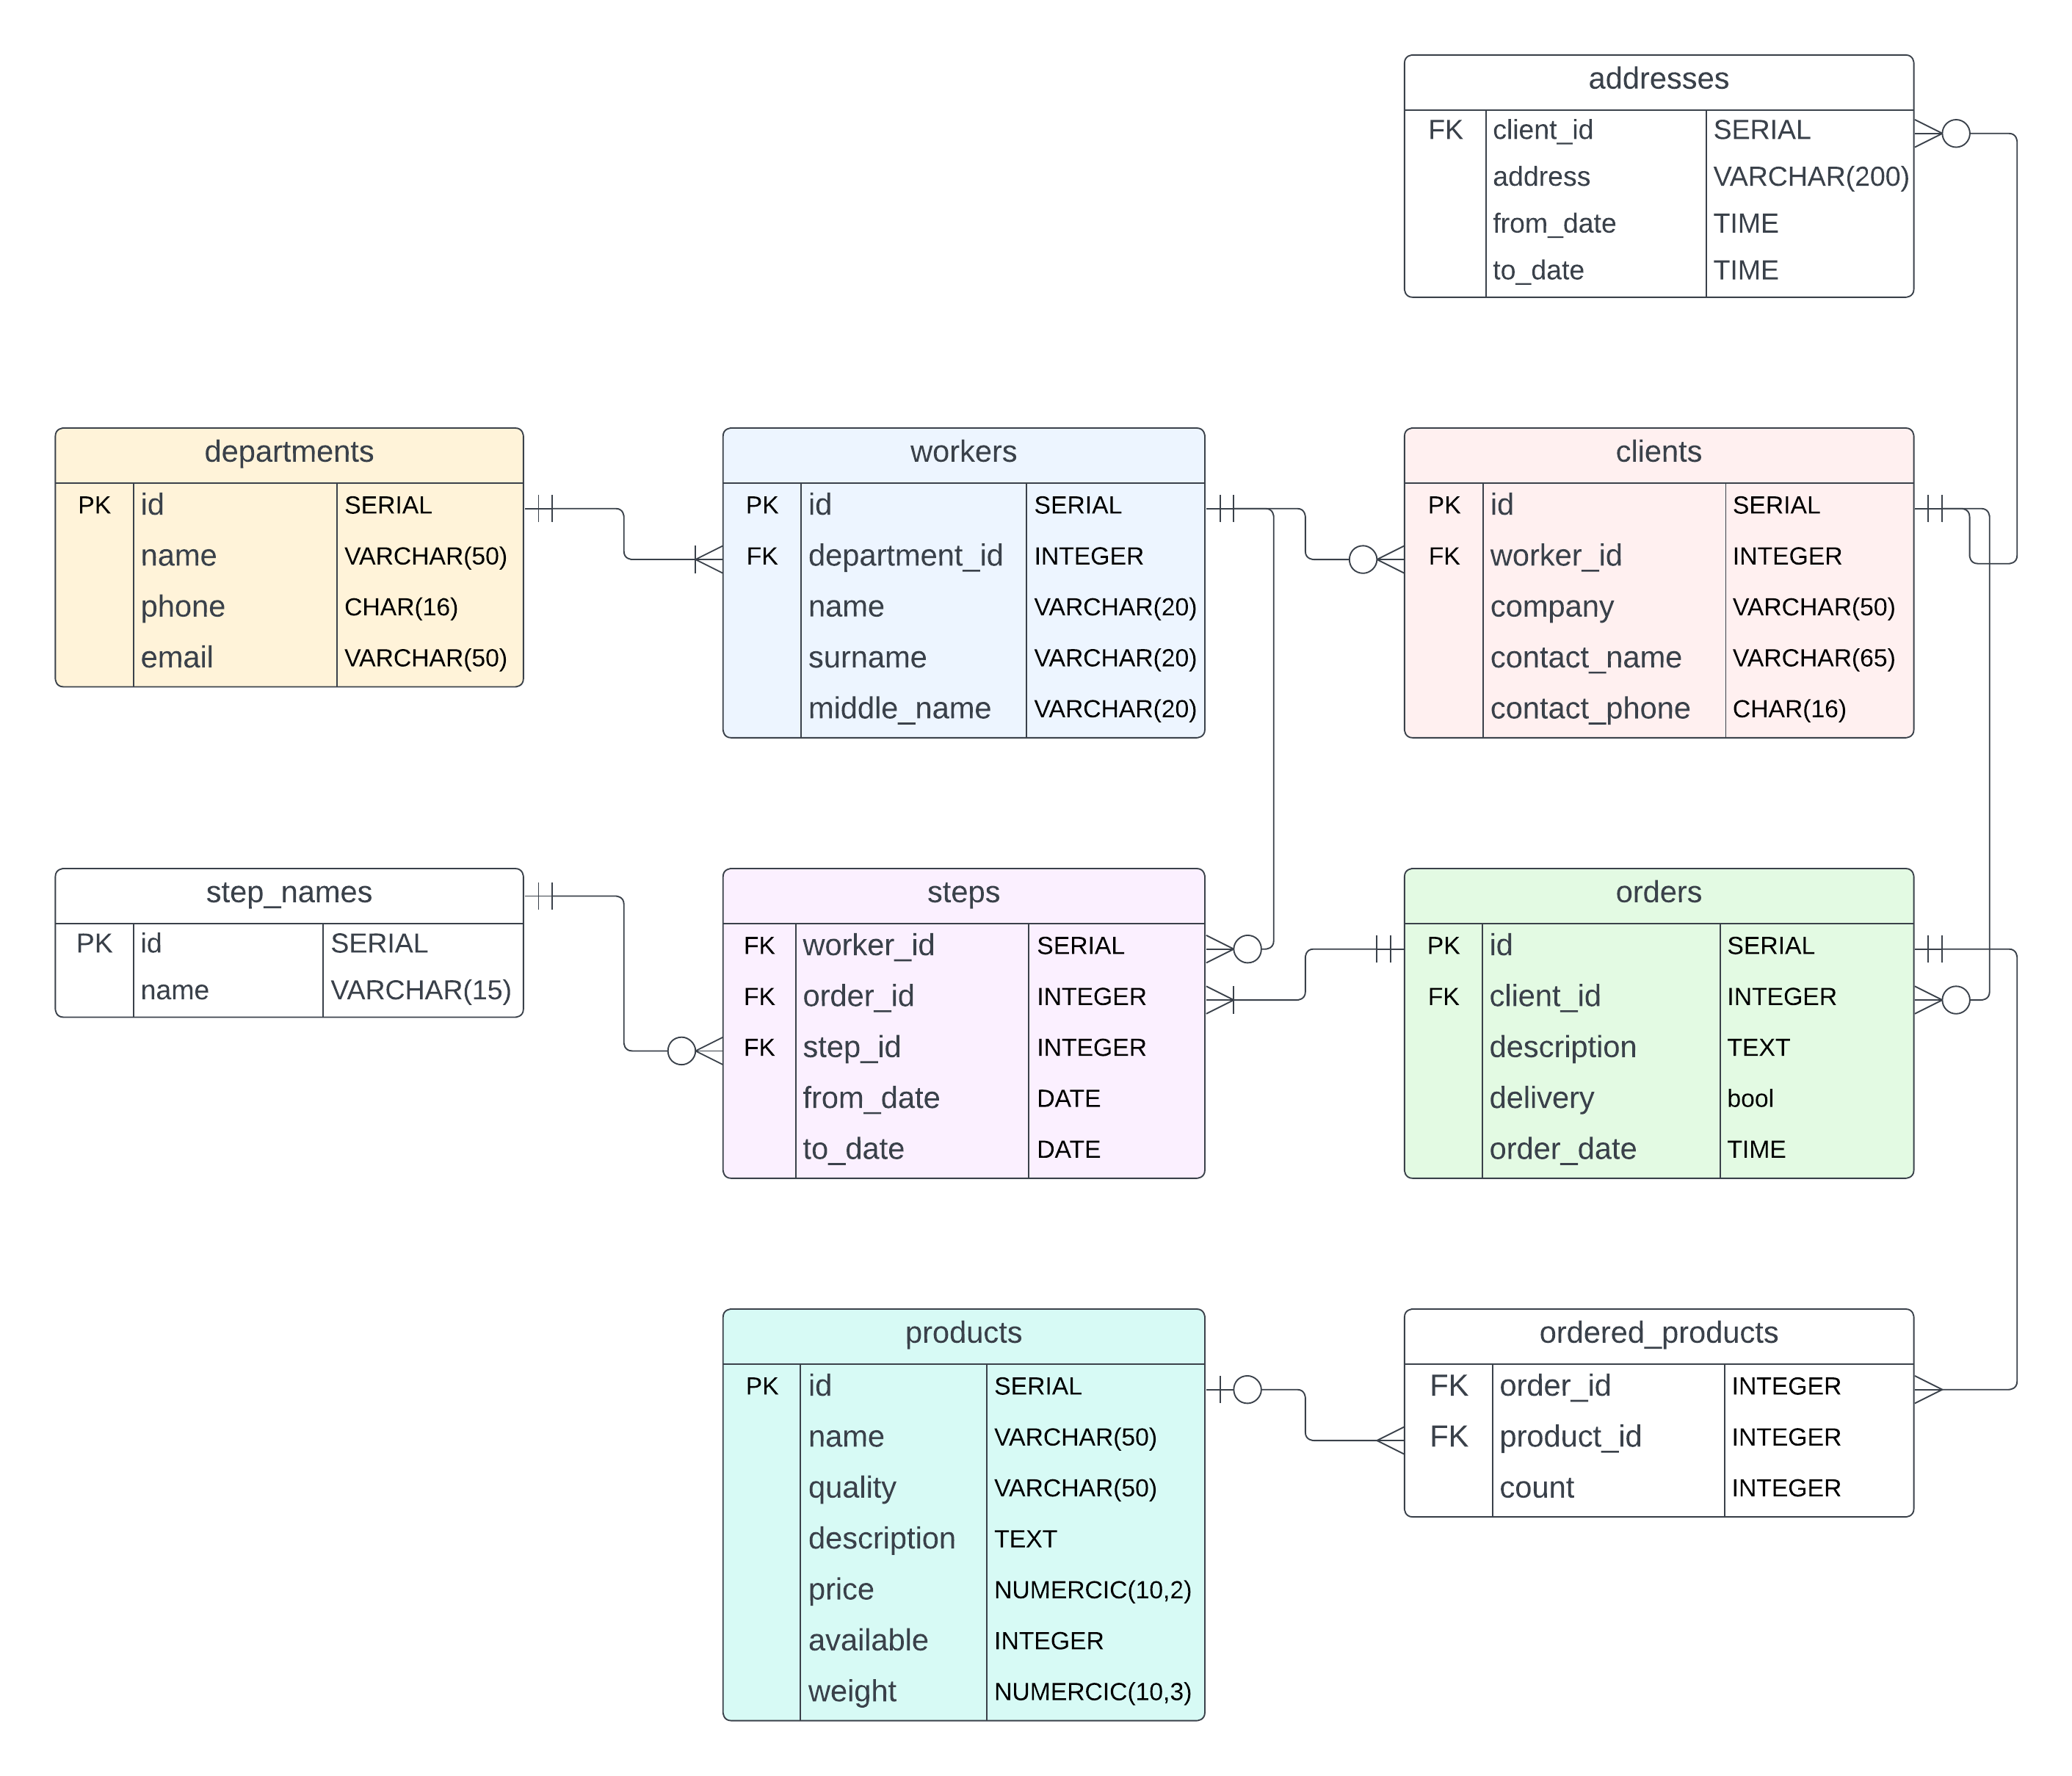 addresses
FK client_id SERIAL
address VARCHAR(200)
from_date TIME
to_date TIME
departments
PK id SERIAL
name VARCHAR(50)
phone CHAR(16)
email VARCHAR(50)
workers
PK id SERIAL
FK department_id INTEGER
name VARCHAR(20)
surname VARCHAR(20)
middle_name VARCHAR(20)
clients
PK id SERIAL
FK worker_id INTEGER
company VARCHAR(50)
contact_name VARCHAR(65)
contact_phone CHAR(16)
step_names
PK id SERIAL
name VARCHAR(15)
steps
FK worker_id SERIAL
FK order_id INTEGER
FK step_id INTEGER
from_date DATE
to_date DATE
orders
PK id SERIAL
FK client_id INTEGER
description TEXT
delivery bool
order_date TIME
products
PK id SERIAL
name VARCHAR(50)
quality VARCHAR(50)
description TEXT
price NUMERCIC(10,2)
available INTEGER
weight NUMERCIC(10,3)
ordered_products
FK order_id INTEGER
FK product_id INTEGER
count INTEGER